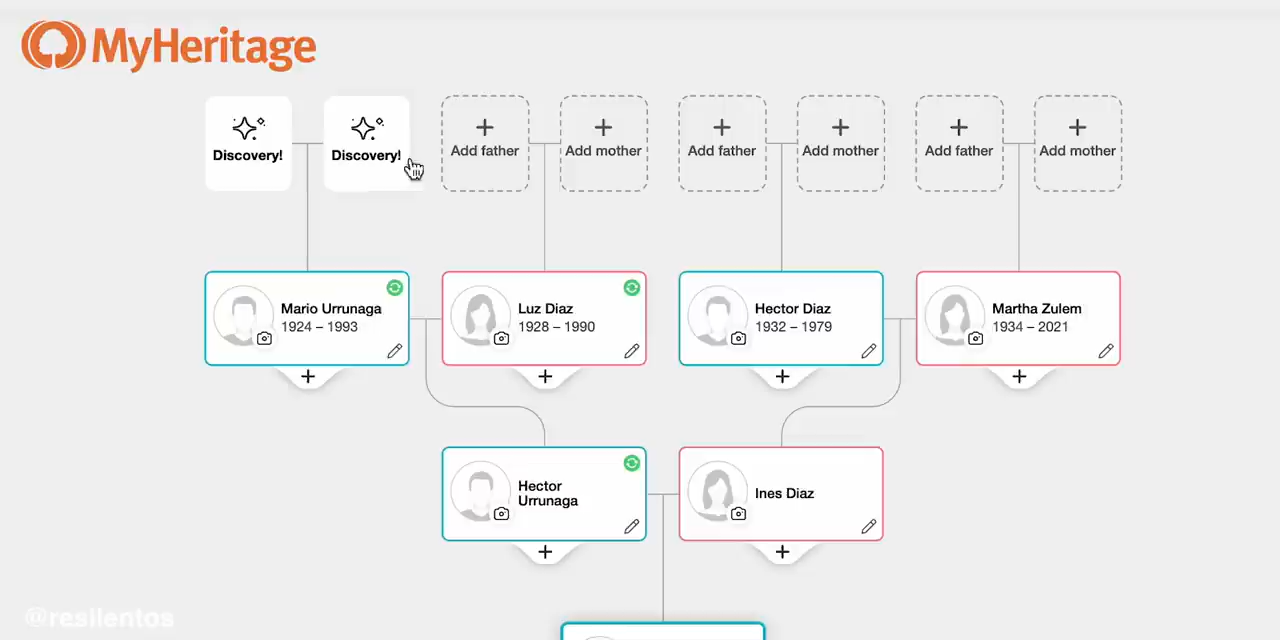 MyHeritage
Discovery!
Discovery!
Add father
Add mother
Add father
Add mother
Add father
Add mother
Mario Urrunaga
1924 – 1993
Luz Diaz
1928 – 1990
Hector Diaz
1932 – 1979
Martha Zulem
1934 – 2021
Hector
Urrunaga
Ines Diaz
@resilentos